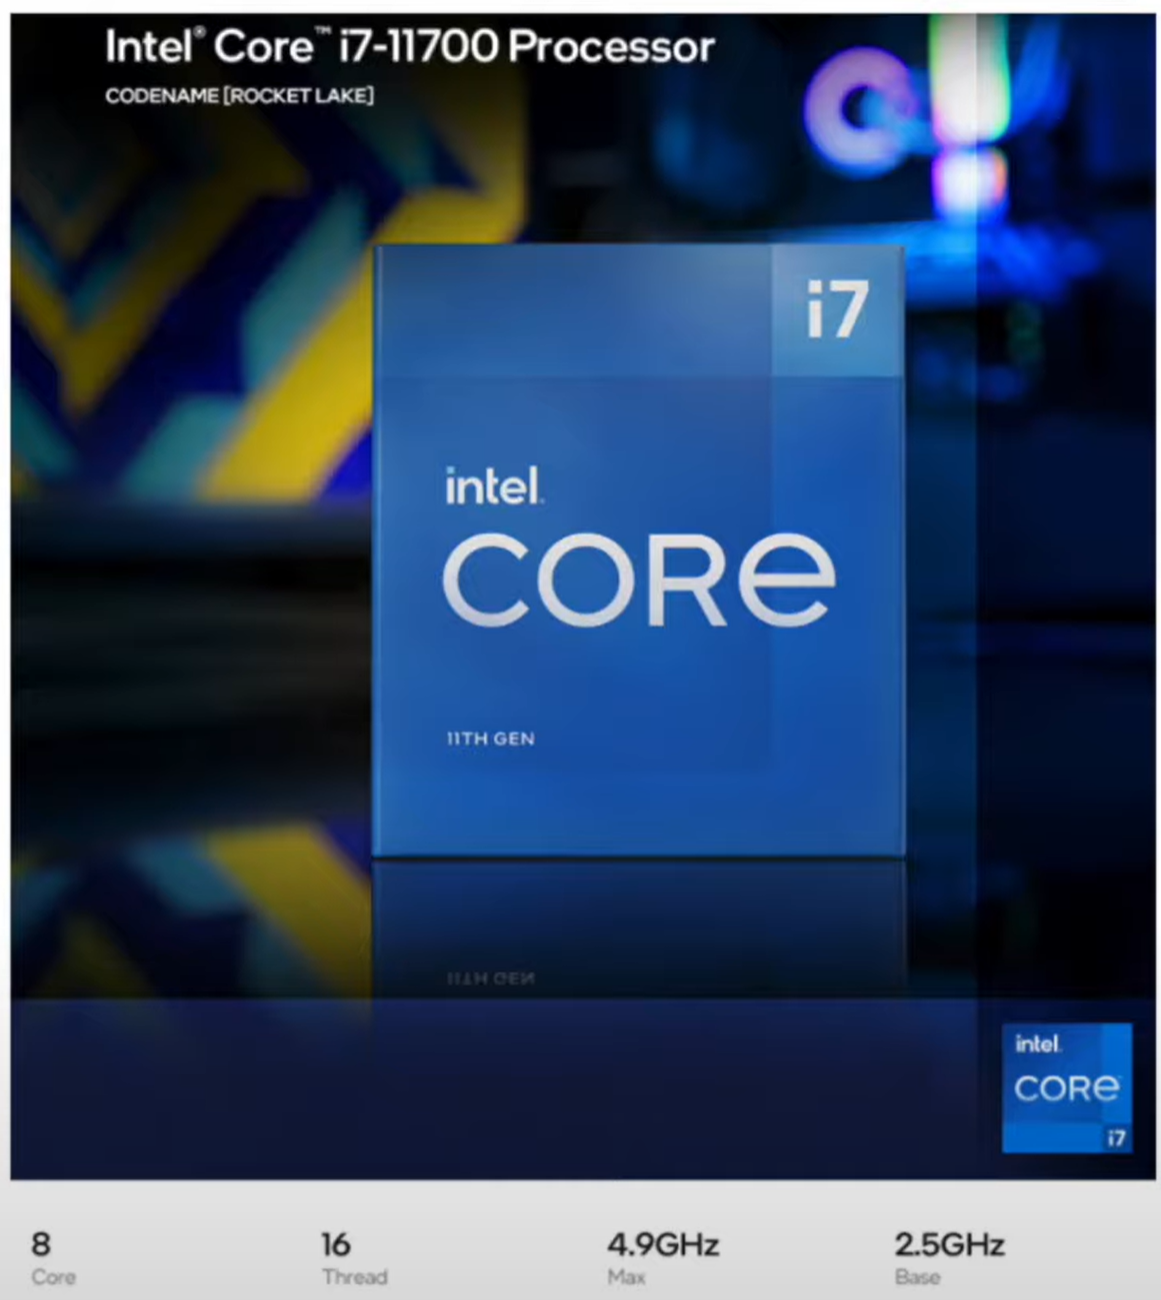 Intel® Core™ i7-11700 Processor
CODENAME [ROCKET LAKE]
i7
intel.
CORe
11TH GEN
11TH GEN
intel.
CORe
i7
8
Core
16
Thread
4.9GHz
Max
2.5GHz
Base